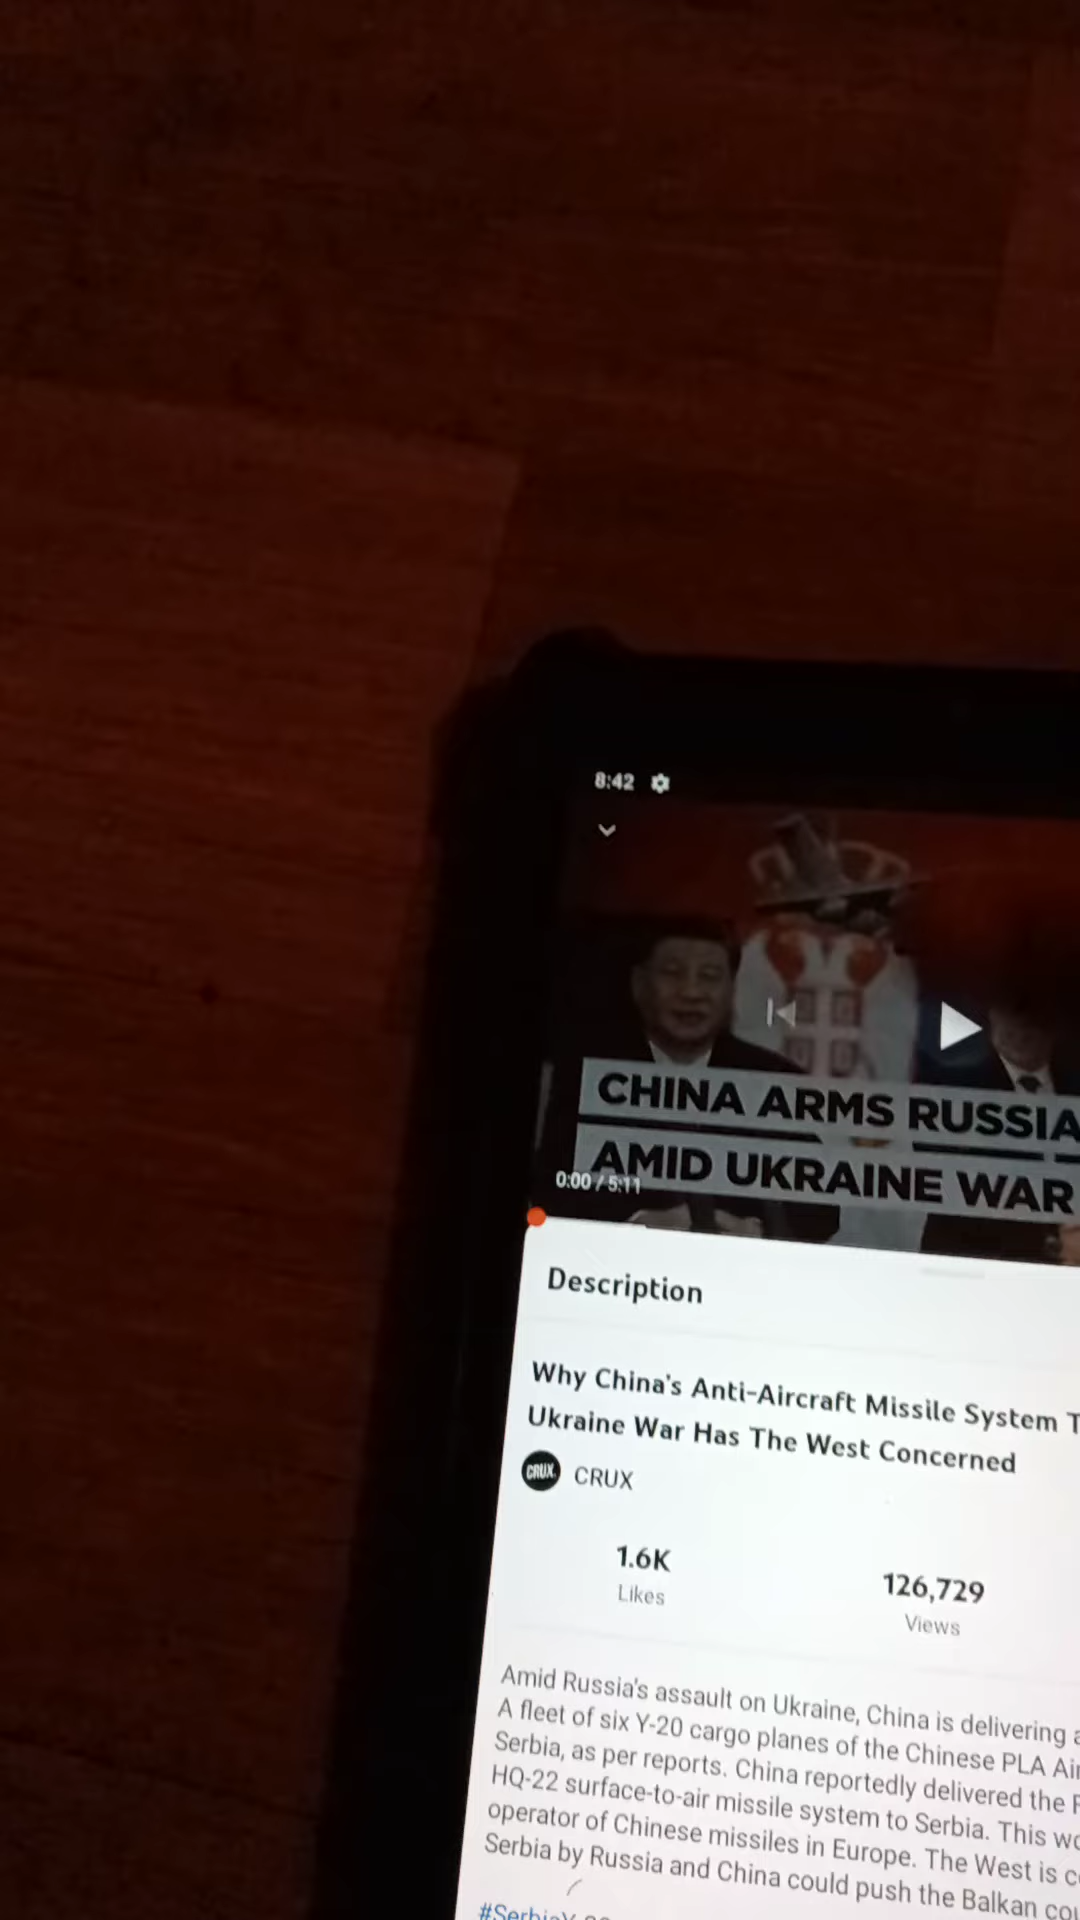 8:42
CHINA ARMS RUSSIA
AMID UKRAINE WAR
0:00 / 5:11
Description
Why China's Anti-Aircraft Missile System
Ukraine War Has The West Concerned
CRUX. CRUX
1.6K
Likes
126,729
Views
Amid Russia's assault on Ukraine, China is delivering
A fleet of six Y-20 cargo planes of the Chinese PLA
Serbia, as per reports. China reportedly delivered the
HQ-22 surface-to-air missile system to Serbia. This
operator of Chinese missiles in Europe. The West is
Serbia by Russia and China could push the Balkan